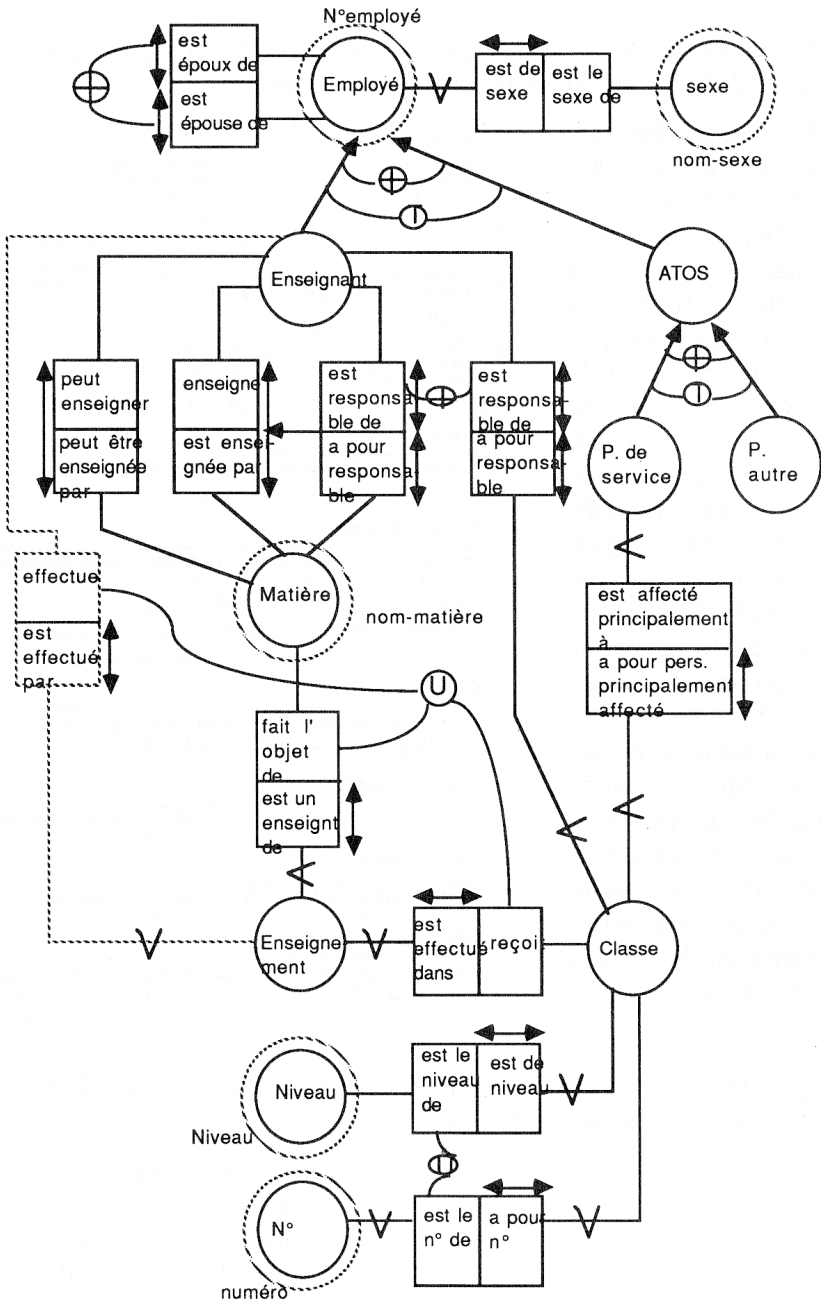 N°employé
est
époux de
est
épouse de
Employé
V
est de
sexe
est le
sexe de
sexe
nom-sexe
Enseignant
ATOS
peut
enseigner
peut être
enseignée
par
enseigne
est ensei-
gnée par
est
responsa-
ble de
a pour
responsa-
ble
est
responsa-
ble de
a pour
responsa-
ble
P. de
service
P.
autre
Matière
nom-matière
effectue
est
effectué
par
U
est affecté
principalement
à
a pour pers.
principalement
affecté
fait l'
objet
de
est un
enseignt
de
Enseigne
ment
V
V
est
effectué
dans
reçoit
Classe
Niveau
Niveau
est le
niveau
de
est de
niveau
V
U
N°
numéro
V
est le
n° de
a pour
n°
V